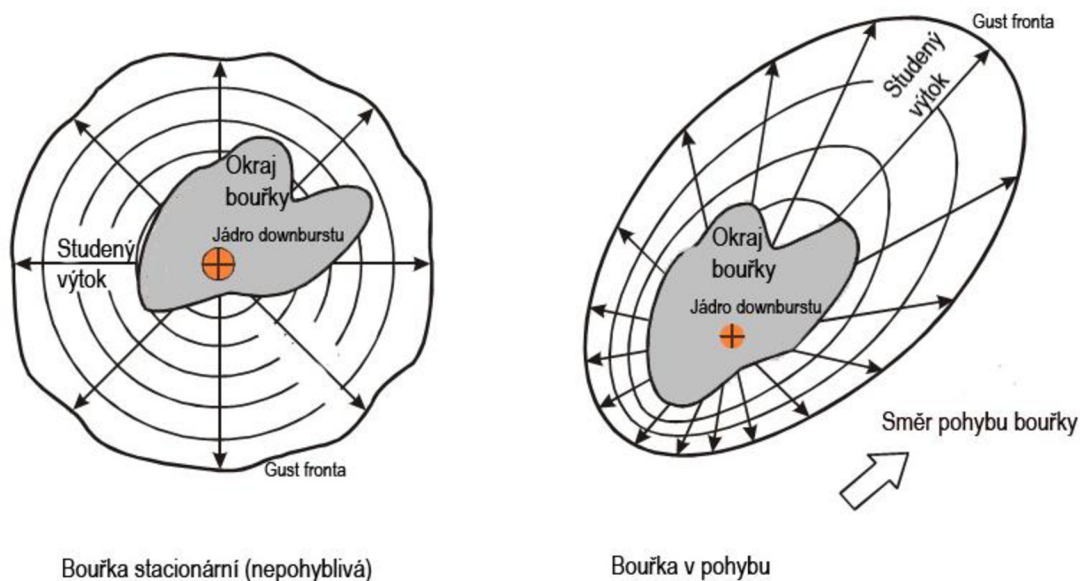 Okraj
bouřky
Jádro downburstu
Studený
výtok
Gust fronta
Bouřka stacionární (nepohyblivá)
Gust fronta
Studený
výtok
Okraj
bouřky
Jádro downburstu
Směr pohybu bouřky
Bouřka v pohybu